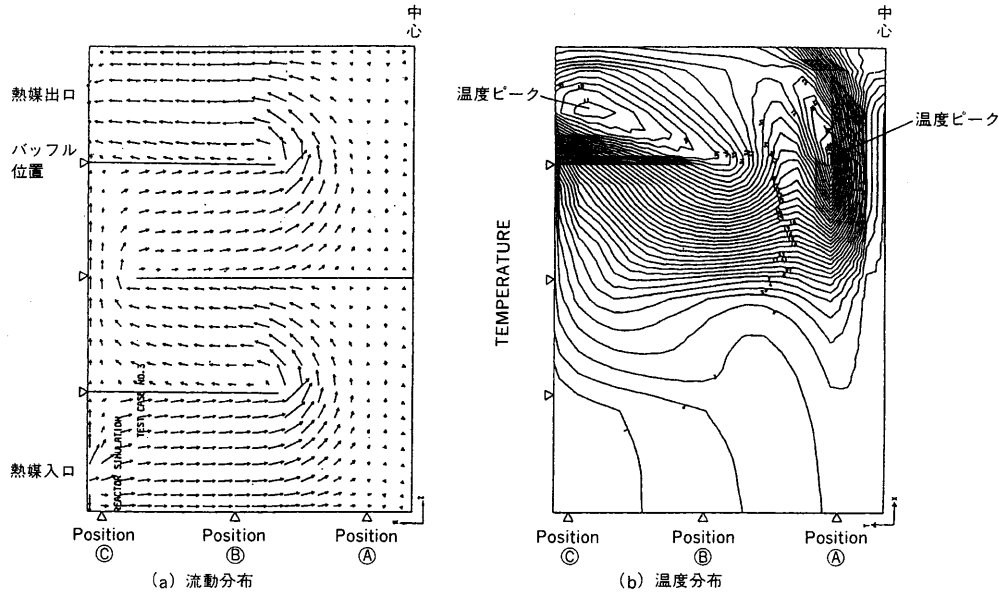 中
心
熱媒出口
バッフル
位置
熱媒入口
REACTOR SIMULATION
TEST CASE NO.3
Position
Ⓒ
Position
Ⓑ
Position
Ⓐ
(a) 流動分布
中
心
温度ピーク
温度ピーク
TEMPERATURE
Position
Ⓒ
Position
Ⓑ
Position
Ⓐ
(b) 温度分布